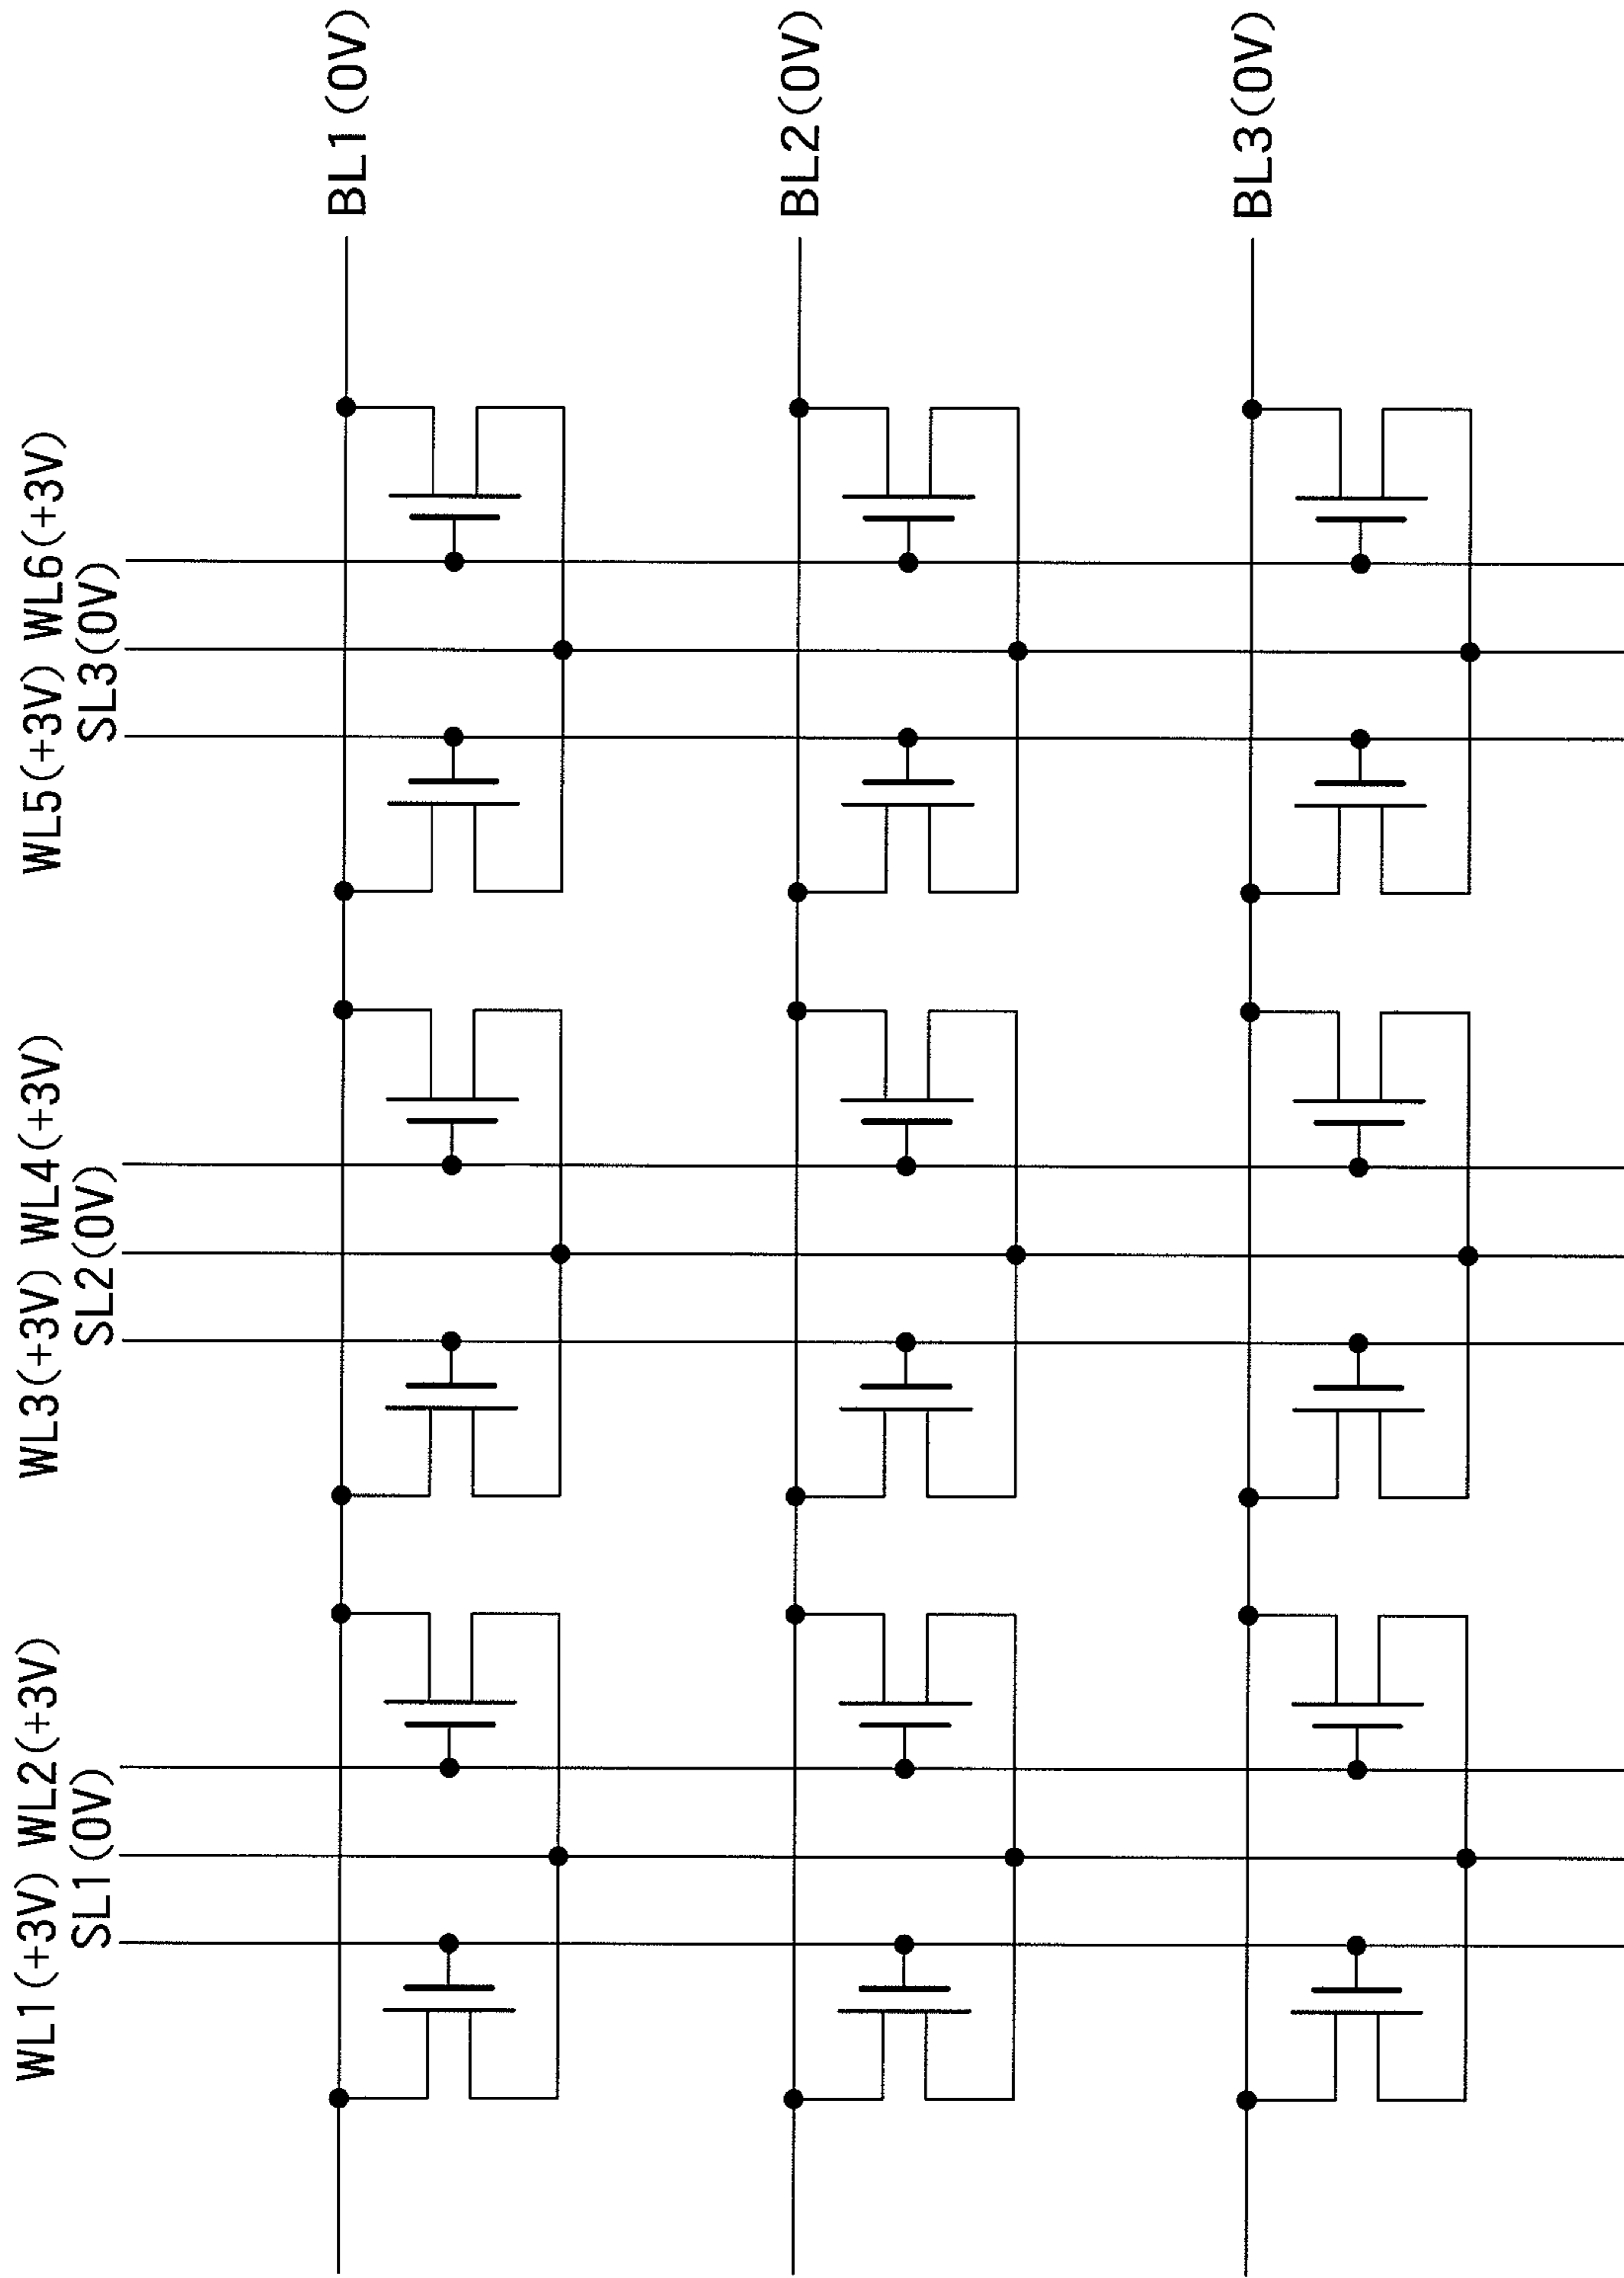 WL1(+3V) WL2(+3V)
SL1(0V)
WL3(+3V) WL4(+3V)
SL2(0V)
WL5(+3V) WL6(+3V)
SL3(0V)
BL1(0V)
BL2(0V)
BL3(0V)